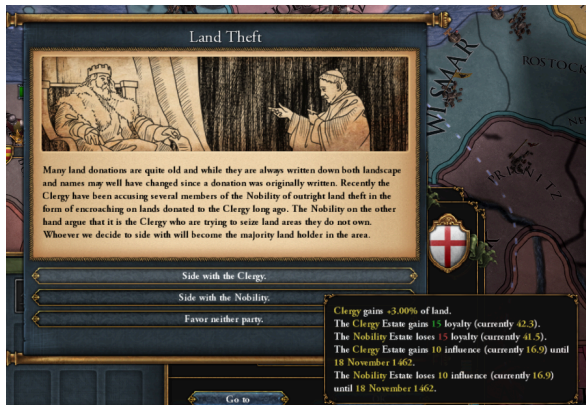 Land Theft
WISMAR
ROSTOCK
PRIGNITZ
Many land donations are quite old and while they are always written down both landscape
and names may well have changed since a donation was originally written. Recently the
Clergy have been accusing several members of the Nobility of outright land theft in the
form of encroaching on lands donated to the Clergy long ago. The Nobility on the other
hand argue that it is the Clergy who are trying to seize land areas they do not own.
Whoever we decide to side with will become the majority land holder in the area.
Side with the Clergy.
Side with the Nobility.
Favor neither party.
Clergy gains +3.00% of land.
The Clergy Estate gains 15 loyalty (currently 42.3).
The Nobility Estate loses 15 loyalty (currently 41.5).
The Clergy Estate gains 10 influence (currently 16.9) until
18 November 1462.
The Nobility Estate loses 10 influence (currently 16.9)
until 18 November 1462.
Go to